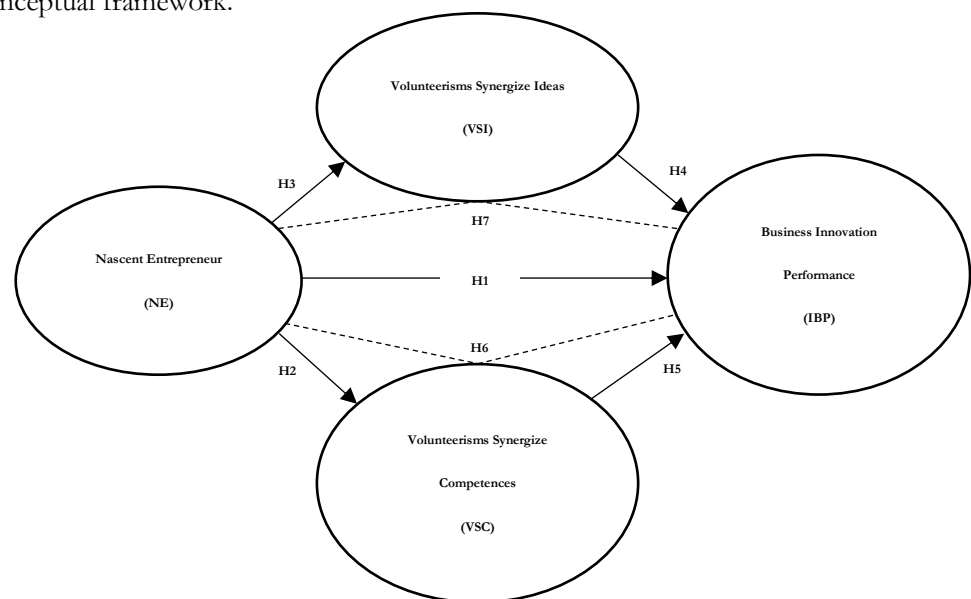 nceptual framework.
Volunteerisms Synergize Ideas
(VSI)
H3
H4
H7
Nascent Entrepreneur
(NE)
H1
Business Innovation
Performance
(IBP)
H6
H2
H5
Volunteerisms Synergize
Competences
(VSC)